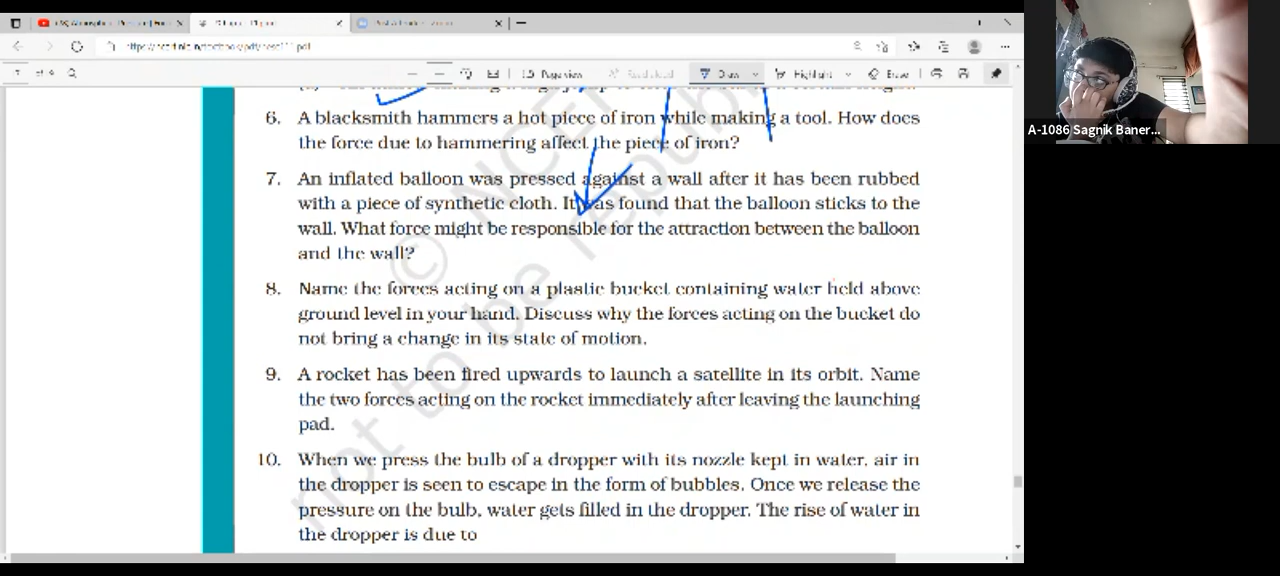 Page view
Draw
Highlight
Erase
6. A blacksmith hammers a hot piece of iron while making a tool. How does
the force due to hammering affect the piece of iron?
7. An inflated balloon was pressed against a wall after it has been rubbed
with a piece of synthetic cloth. It was found that the balloon sticks to the
wall. What force might be responsible for the attraction between the balloon
and the wall?
8. Name the forces acting on a plastic bucket containing water held above
ground level in your hand. Discuss why the forces acting on the bucket do
not bring a change in its state of motion.
9. A rocket has been fired upwards to launch a satellite in its orbit. Name
the two forces acting on the rocket immediately after leaving the launching
pad.
10. When we press the bulb of a dropper with its nozzle kept in water, air in
the dropper is seen to escape in the form of bubbles. Once we release the
pressure on the bulb, water gets filled in the dropper. The rise of water in
the dropper is due to
not to be republ
A-1086 Sagnik Baner...